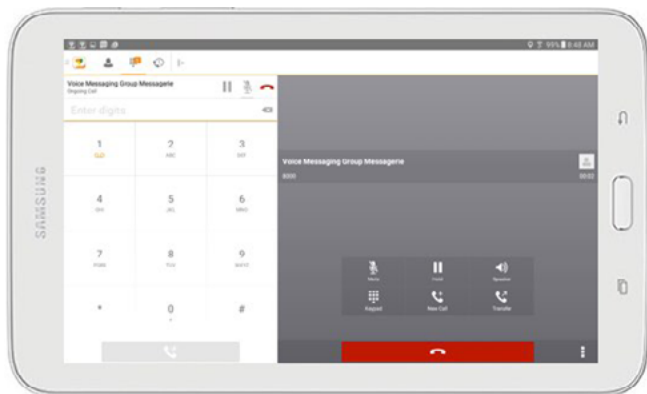 SAMSUNG
95% 8:48 AM
Voice Messaging Group Messagerie
Ongoing Call
Enter digits
1 2 3
ABC DEF
4 5 6
GHI JKL MNO
7 8 9
PQRS TUV WXYZ
* 0 #
+
Voice Messaging Group Messagerie
8000 00:02
Mute Hold Speaker
Keypad New Call Transfer